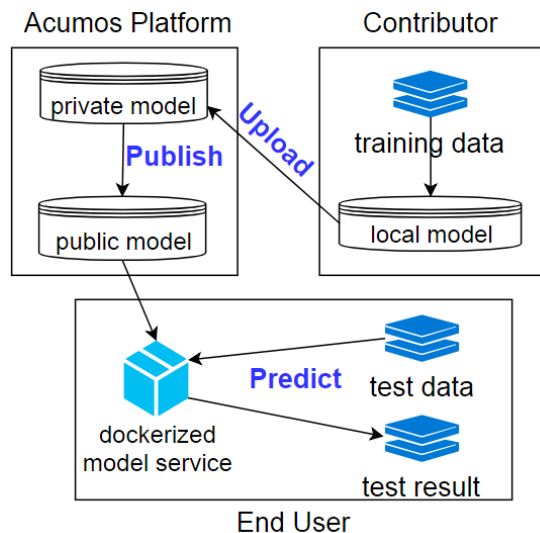 Acumos Platform
Contributor
private model
Upload
training data
Publish
public model
local model
Predict
test data
dockerized
model service
test result
End User